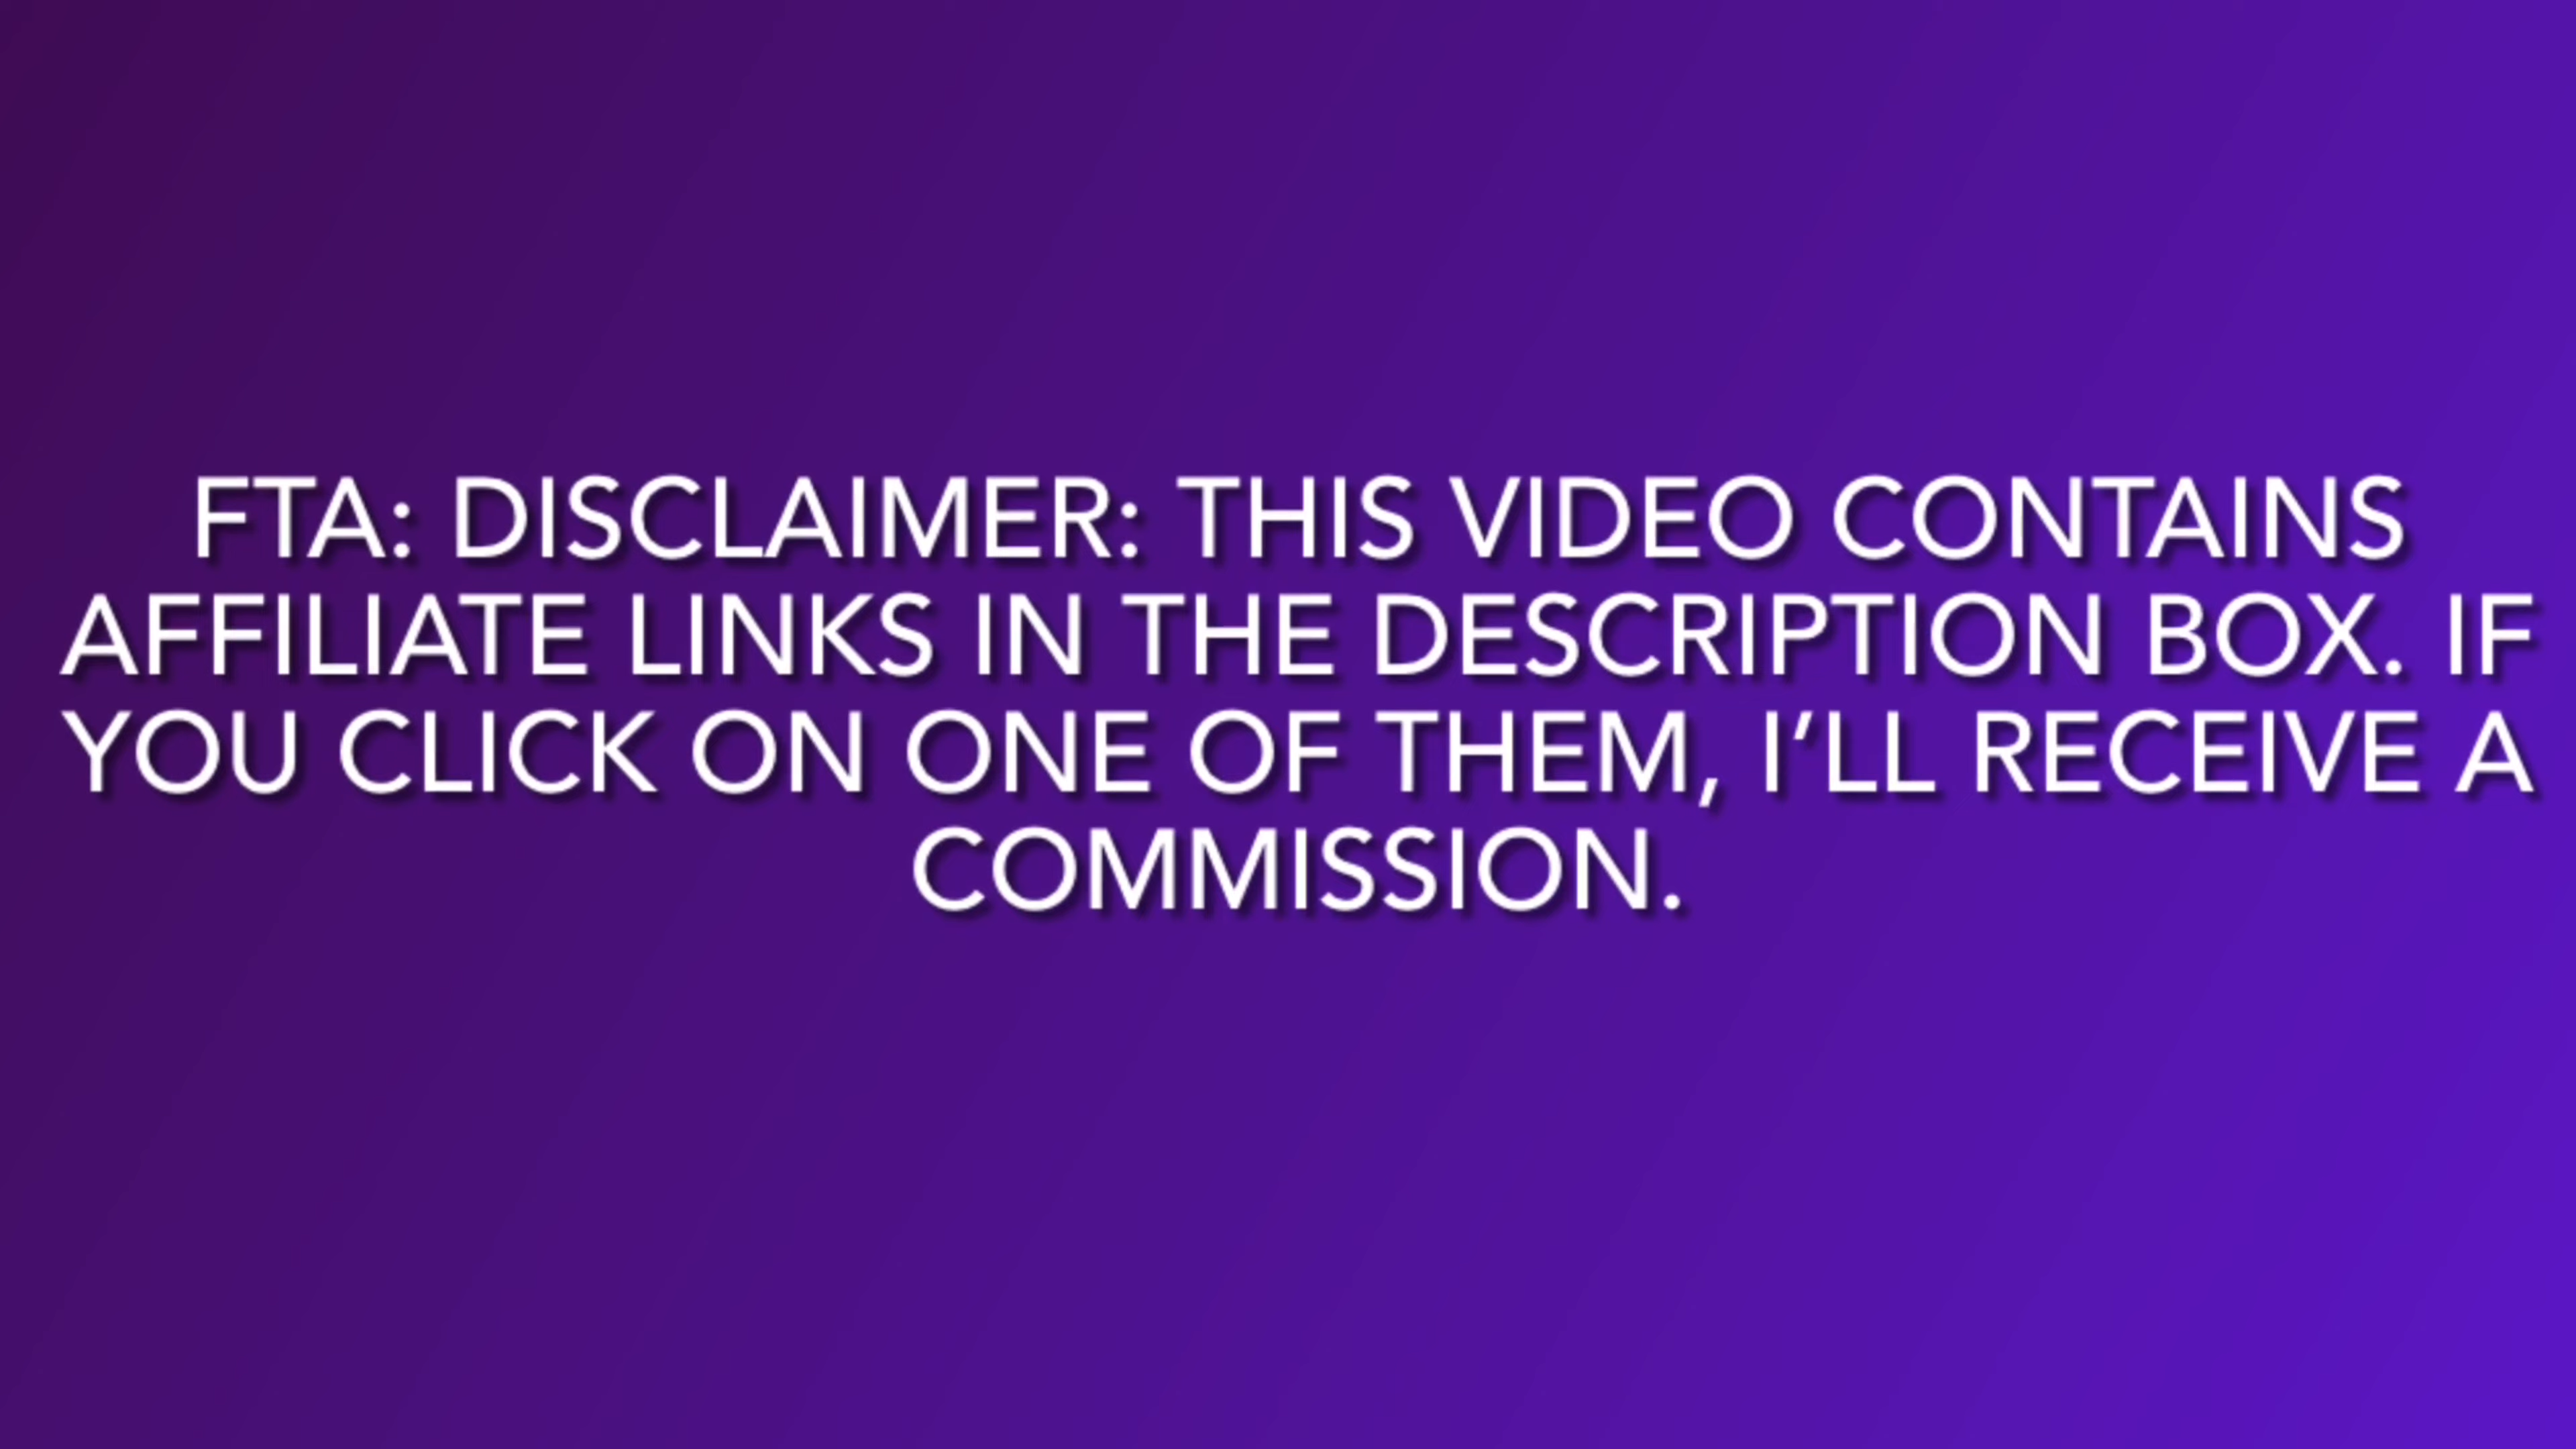 FTA: DISCLAIMER: THIS VIDEO CONTAINS
AFFILIATE LINKS IN THE DESCRIPTION BOX. IF
YOU CLICK ON ONE OF THEM, I’LL RECEIVE A
COMMISSION.